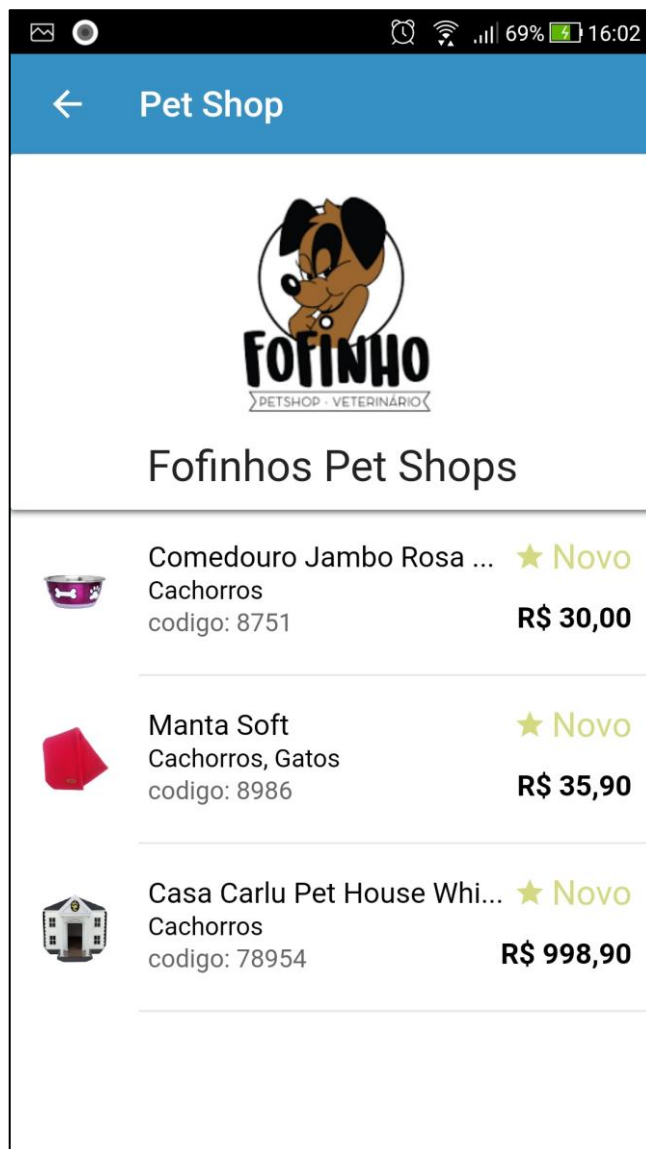 69% 16:02
Pet Shop
FOFINHO
PETSHOP · VETERINÁRIO
Fofinhos Pet Shops
Comedouro Jambo Rosa ... Novo
Cachorros
codigo: 8751 R$ 30,00
Manta Soft Novo
Cachorros, Gatos
codigo: 8986 R$ 35,90
Casa Carlu Pet House Whi... Novo
Cachorros
codigo: 78954 R$ 998,90